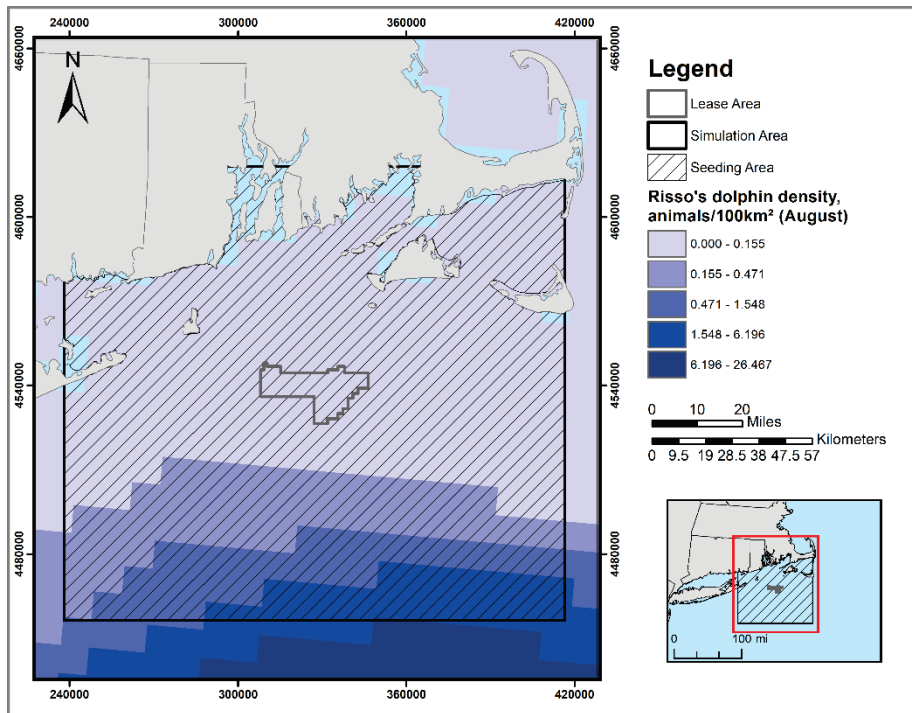 240000 300000 360000 420000
4660000 4660000
N
4600000 4600000
4540000 4540000
4480000 4480000
240000 300000 360000 420000
Legend
Lease Area
Simulation Area
Seeding Area
Risso's dolphin density,
animals/100km² (August)
0.000 - 0.155
0.155 - 0.471
0.471 - 1.548
1.548 - 6.196
6.196 - 26.467
0 10 20
Miles
Kilometers
0 9.5 19 28.5 38 47.5 57
0 100 mi